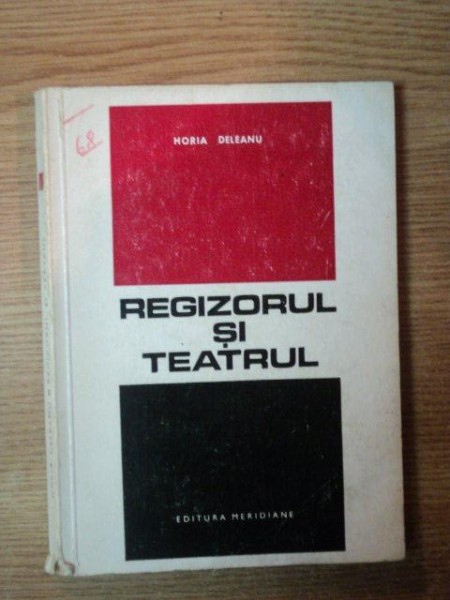 68
HORIA DELEANU
REGIZORUL
ȘI
TEATRUL
EDITURA MERIDIANE